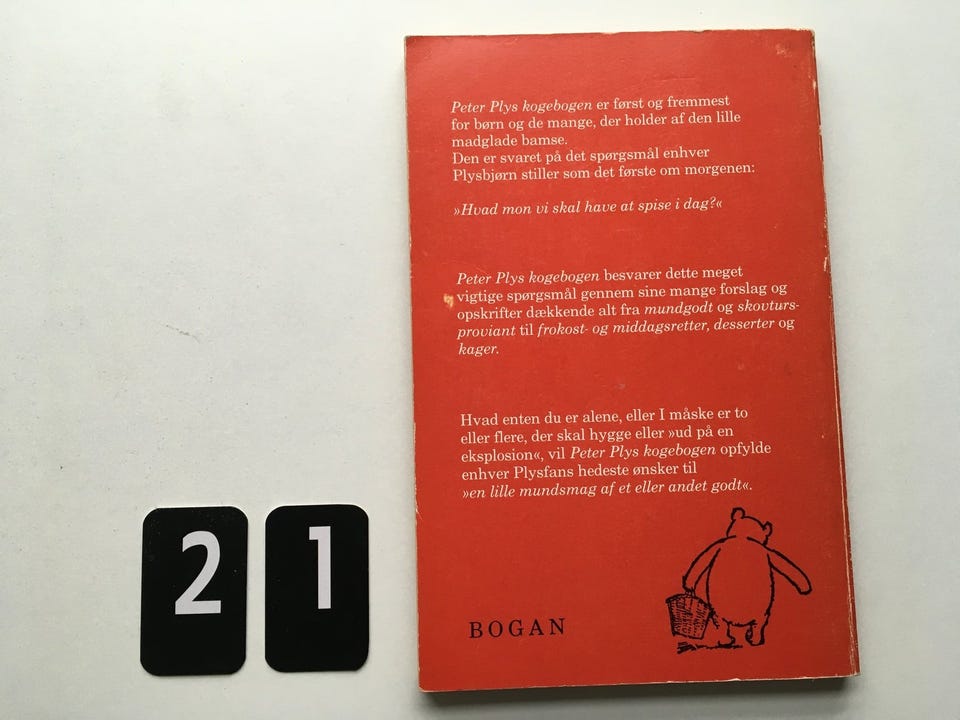 Peter Plys kogebogen er først og fremmest
for børn og de mange, der holder af den lille
madglade bamse.
Den er svaret på det spørgsmål enhver
Plysbjørn stiller som det første om morgenen:
»Hvad mon vi skal have at spise i dag?«
Peter Plys kogebogen besvarer dette meget
vigtige spørgsmål gennem sine mange forslag og
opskrifter dækkende alt fra mundgodt og skovturs-
proviant til frokost- og middagsretter, desserter og
kager.
Hvad enten du er alene, eller I måske er to
eller flere, der skal hygge eller »ud på en
eksplosion«, vil Peter Plys kogebogen opfylde
enhver Plysfans hedeste ønsker til
»en lille mundsmag af et eller andet godt«.
BOGAN
21